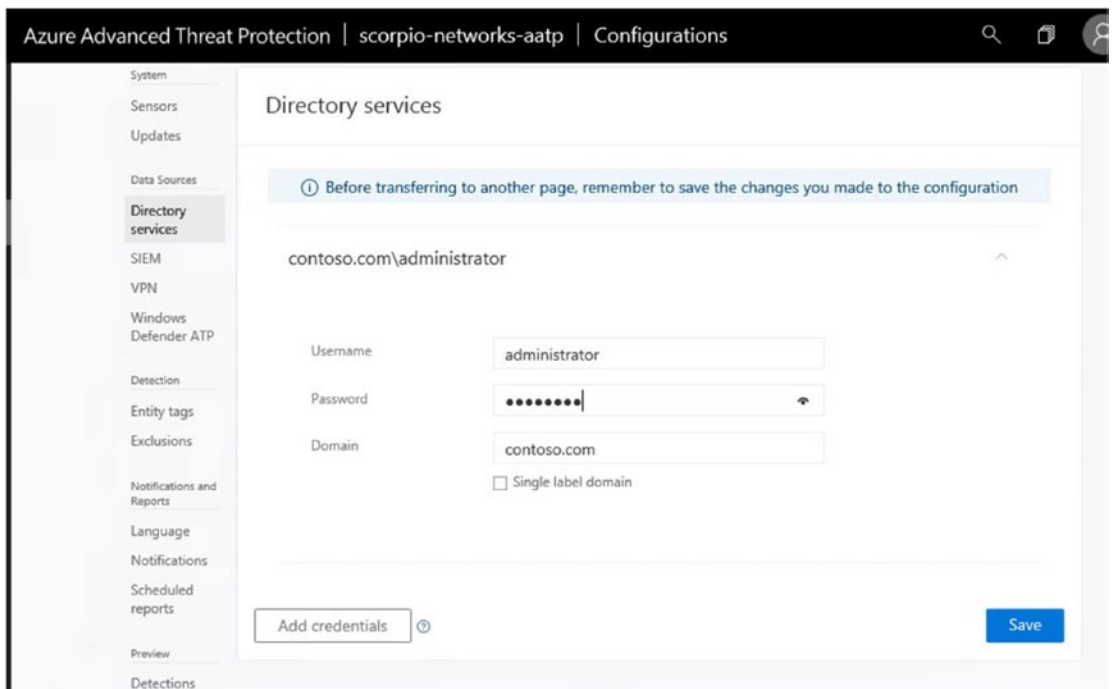 Azure Advanced Threat Protection | scorpio-networks-aatp | Configurations
System
Sensors
Updates
Data Sources
Directory
services
SIEM
VPN
Windows
Defender ATP
Detection
Entity tags
Exclusions
Notifications and
Reports
Language
Notifications
Scheduled
reports
Preview
Detections
Directory services
Before transferring to another page, remember to save the changes you made to the configuration
contoso.com\administrator
Username
administrator
Password
••••••••
Domain
contoso.com
Single label domain
Add credentials
Save